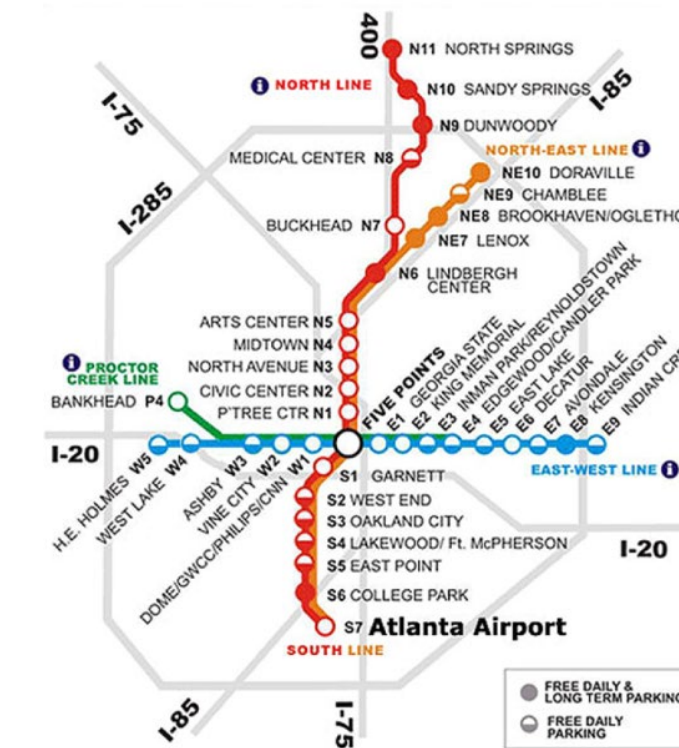 400
N11 NORTH SPRINGS
NORTH LINE
N10 SANDY SPRINGS
I-85
I-75
N9 DUNWOODY
NORTH-EAST LINE
MEDICAL CENTER N8
NE10 DORAVILLE
NE9 CHAMBLEE
I-285
NE8 BROOKHAVEN/OGLETHO
BUCKHEAD N7
NE7 LENOX
N6 LINDBERGH
CENTER
ARTS CENTER N5
MIDTOWN N4
NORTH AVENUE N3
CIVIC CENTER N2
P'TREE CTR N1
PROCTOR
CREEK LINE
BANKHEAD P4
FIVE POINTS
E1 GEORGIA STATE
E2 KING MEMORIAL
E3 INMAN PARK/REYNOLDSTOWN
E4 EDGEWOOD/CANDLER PARK
E5 EAST LAKE
E6 DECATUR
E7 AVONDALE
E8 KENSINGTON
E9 INDIAN CRE
I-20
H.E. HOLMES W5
WEST LAKE W4
ASHBY W3
VINE CITY W2
DOME/GWCC/PHILIPS/CNN W1
EAST-WEST LINE
S1 GARNETT
S2 WEST END
S3 OAKLAND CITY
S4 LAKEWOOD/ Ft. McPHERSON
I-20
S5 EAST POINT
S6 COLLEGE PARK
S7 Atlanta Airport
SOUTH LINE
I-85
I-75
FREE DAILY &
LONG TERM PARKING
FREE DAILY
PARKING